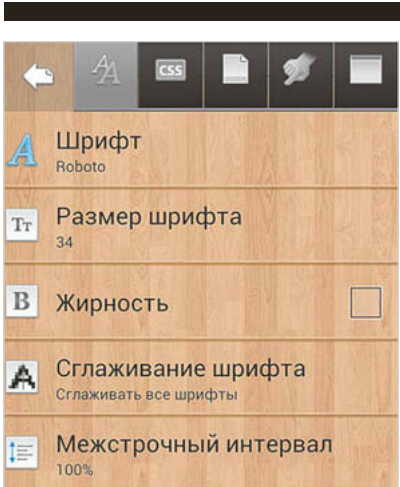 CSS
Шрифт
Roboto
Размер шрифта
34
Жирность
Сглаживание шрифта
Сглаживать все шрифты
Межстрочный интервал
100%